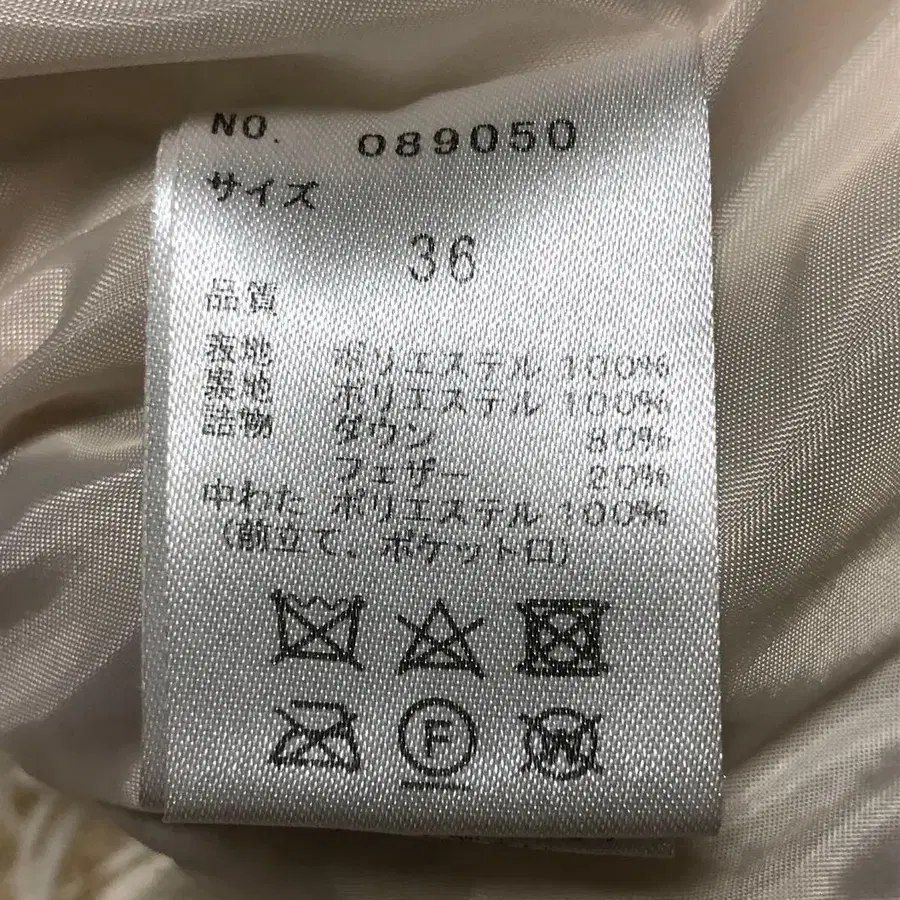 NO. 089050
サイズ
36
品質
表地 ポリエステル 100%
裏地 ポリエステル 100%
詰物 ダウン 80%
フェザー 20%
中わた ポリエステル 100%
(前立て、ポケット口)
F
W